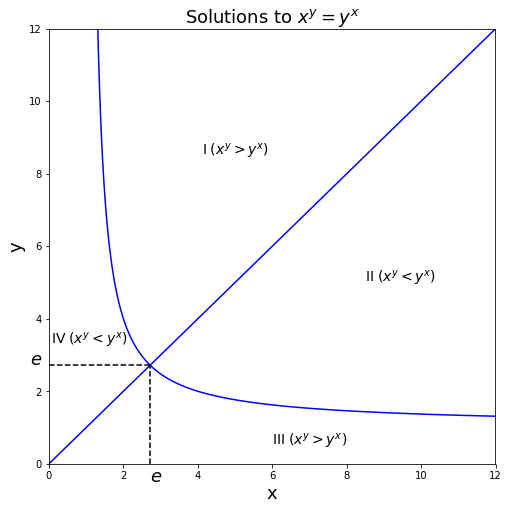 Solutions to x^y = y^x
12
10
8
6
4
2
0
y
I (x^y > y^x)
II (x^y < y^x)
IV (x^y < y^x)
e
III (x^y > y^x)
0 2 4 6 8 10 12
e
x